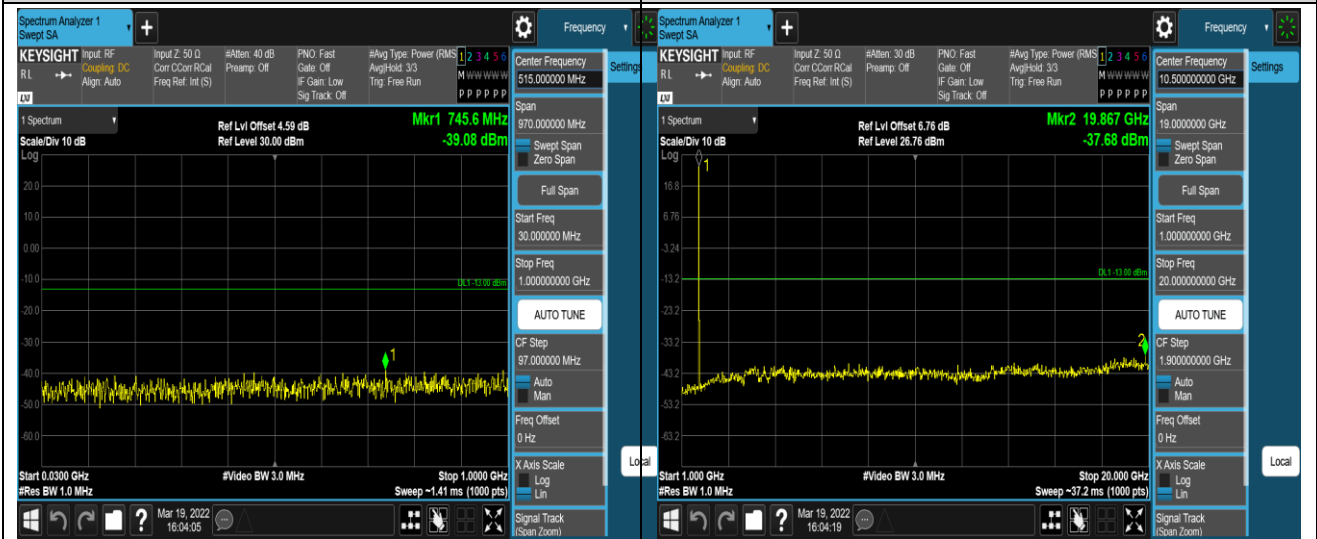 Spectrum Analyzer 1
Swept SA
+
Frequency
KEYSIGHT
RL
LXI
Input: RF
Coupling: DC
Align: Auto
Input Z: 50 Ω
Corr CCorr RCal
Freq Ref: Int (S)
#Atten: 40 dB
Preamp: Off
PNO: Fast
Gate: Off
IF Gain: Low
Sig Track: Off
#Avg Type: Power (RMS
Avg|Hold: 3/3
Trig: Free Run
1 2 3 4 5 6
M W W W W W
P P P P P P
Center Frequency
515.000000 MHz
Settings
1 Spectrum
Scale/Div 10 dB
Log
Ref Lvl Offset 4.59 dB
Ref Level 30.00 dBm
Mkr1 745.6 MHz
-39.08 dBm
Span
970.000000 MHz
Swept Span
Zero Span
Full Span
Start Freq
30.000000 MHz
Stop Freq
1.000000000 GHz
AUTO TUNE
CF Step
97.000000 MHz
Auto
Man
Freq Offset
0 Hz
X Axis Scale
Log
Lin
Signal Track
(Span Zoom)
Local
20.0
10.0
0.00
-10.0
DL1 -13.00 dBm
-20.0
-30.0
1
-40.0
-50.0
-60.0
Start 0.0300 GHz
#Res BW 1.0 MHz
#Video BW 3.0 MHz
Stop 1.0000 GHz
Sweep ~1.41 ms (1000 pts)
?
Mar 19, 2022
16:04:05
Spectrum Analyzer 1
Swept SA
+
Frequency
KEYSIGHT
RL
LXI
Input: RF
Coupling: DC
Align: Auto
Input Z: 50 Ω
Corr CCorr RCal
Freq Ref: Int (S)
#Atten: 30 dB
Preamp: Off
PNO: Fast
Gate: Off
IF Gain: Low
Sig Track: Off
#Avg Type: Power (RMS
Avg|Hold: 3/3
Trig: Free Run
1 2 3 4 5 6
M W W W W W
P P P P P P
Center Frequency
10.500000000 GHz
Settings
1 Spectrum
Scale/Div 10 dB
Log
Ref Lvl Offset 6.76 dB
Ref Level 26.76 dBm
Mkr2 19.867 GHz
-37.68 dBm
Span
19.0000000 GHz
Swept Span
Zero Span
Full Span
Start Freq
1.000000000 GHz
Stop Freq
20.000000000 GHz
AUTO TUNE
CF Step
1.900000000 GHz
Auto
Man
Freq Offset
0 Hz
X Axis Scale
Log
Lin
Signal Track
(Span Zoom)
Local
1
16.8
6.76
-3.24
-13.2
DL1 -13.00 dBm
-23.2
-33.2
2
-43.2
-53.2
-63.2
Start 1.000 GHz
#Res BW 1.0 MHz
#Video BW 3.0 MHz
Stop 20.000 GHz
Sweep ~37.2 ms (1000 pts)
?
Mar 19, 2022
16:04:19